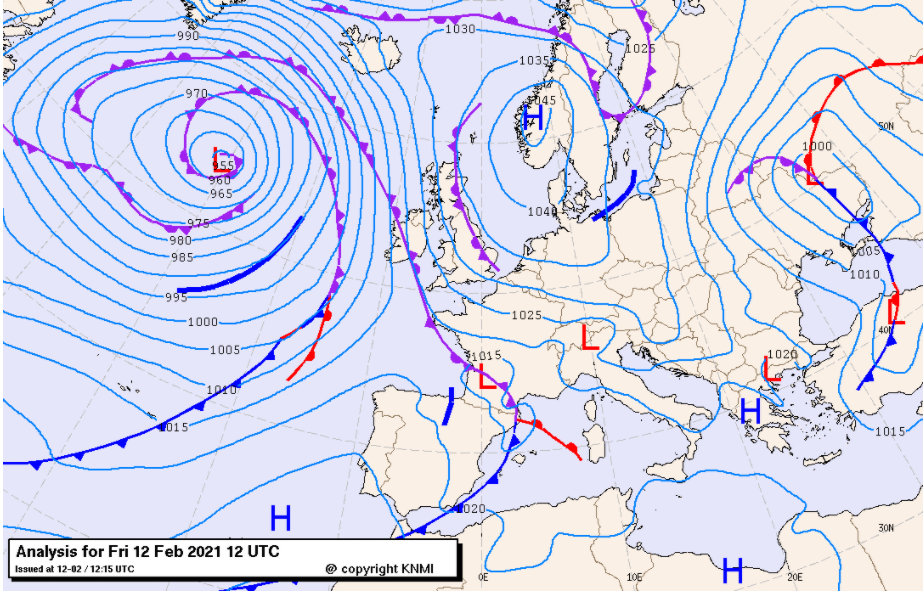 990
1030
1025
1035
970
1045
50N
1000
L
H
955
L
960
965
1040
975
980
1005
985
1010
995
L
1025
1000
40N
L
1005
1015
1020
L
L
1010
H
1015
1015
1020
H
30N
H
Analysis for Fri 12 Feb 2021 12 UTC
Issued at 12-02 / 12:15 UTC
@ copyright KNMI
0E
10E
20E